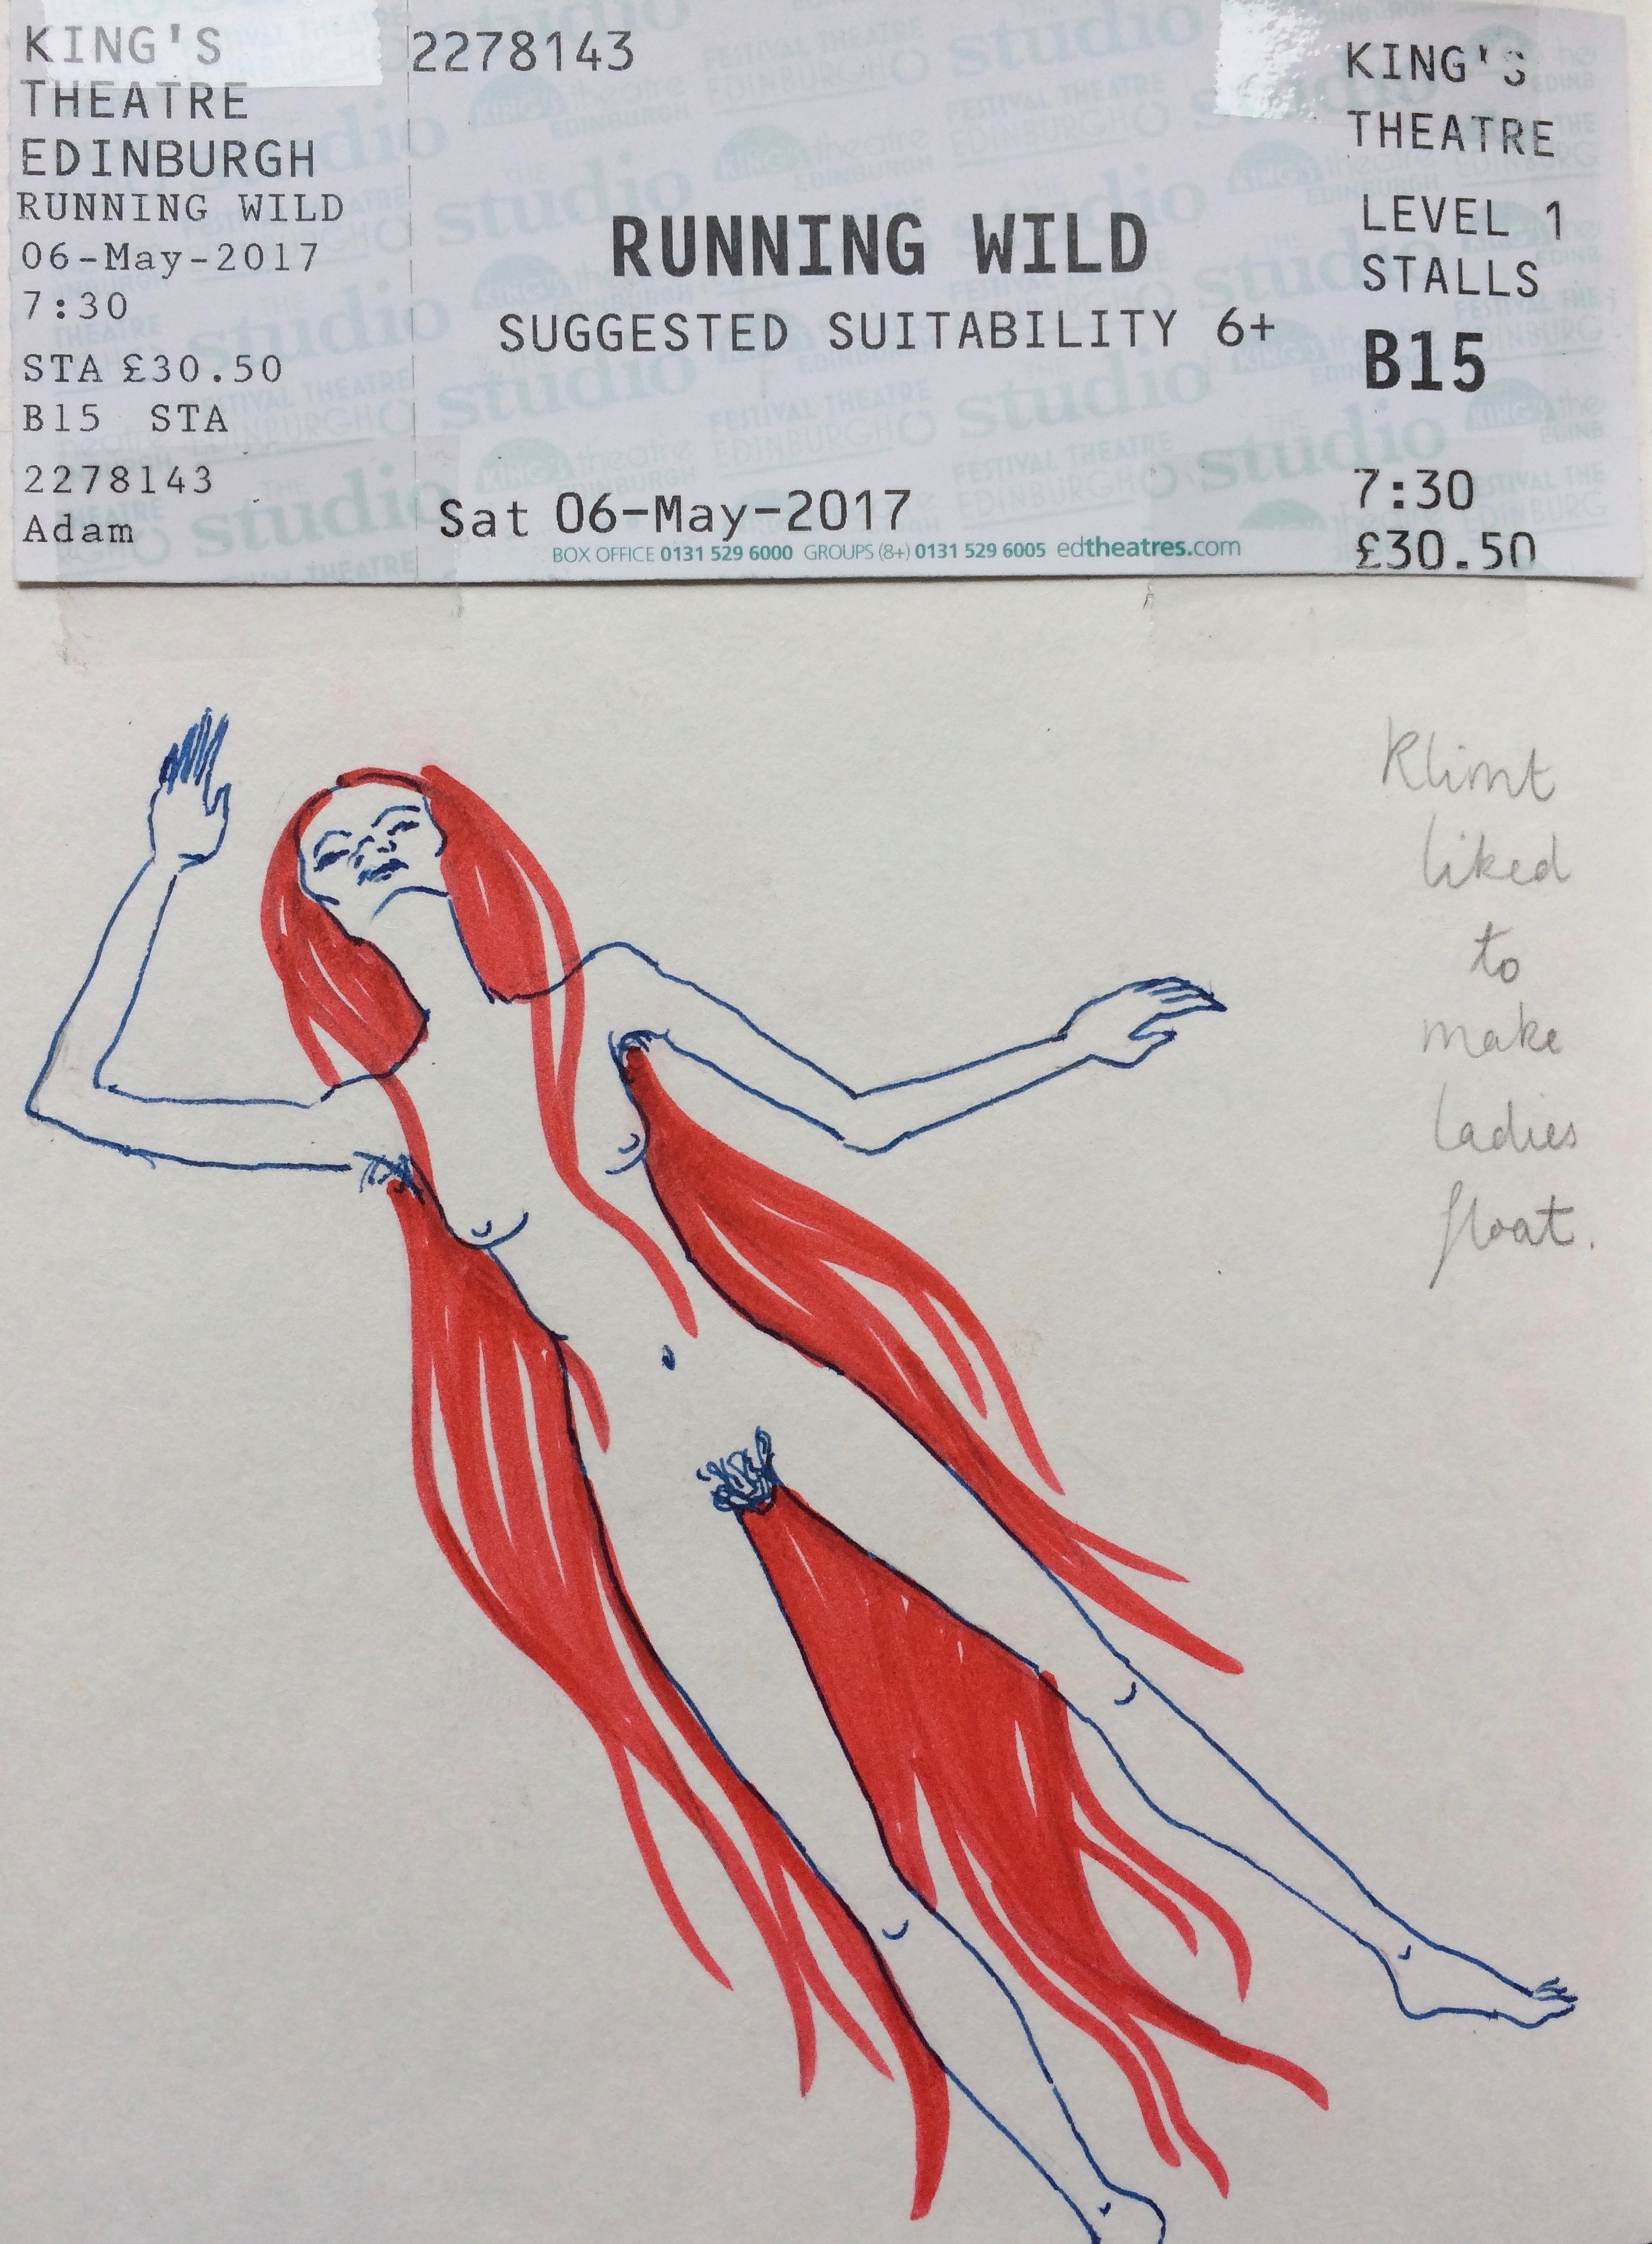 KING'S
THEATRE
EDINBURGH
RUNNING WILD
06-May-2017
7:30
STA £30.50
B15 STA
2278143
Adam
2278143
RUNNING WILD
SUGGESTED SUITABILITY 6+
Sat 06-May-2017
BOX OFFICE 0131 529 6000 GROUPS (8+) 0131 529 6005 edtheatres.com
KING'S
THEATRE
LEVEL 1
STALLS
B15
7:30
£30.50
Klimt
liked
to
make
ladies
float.